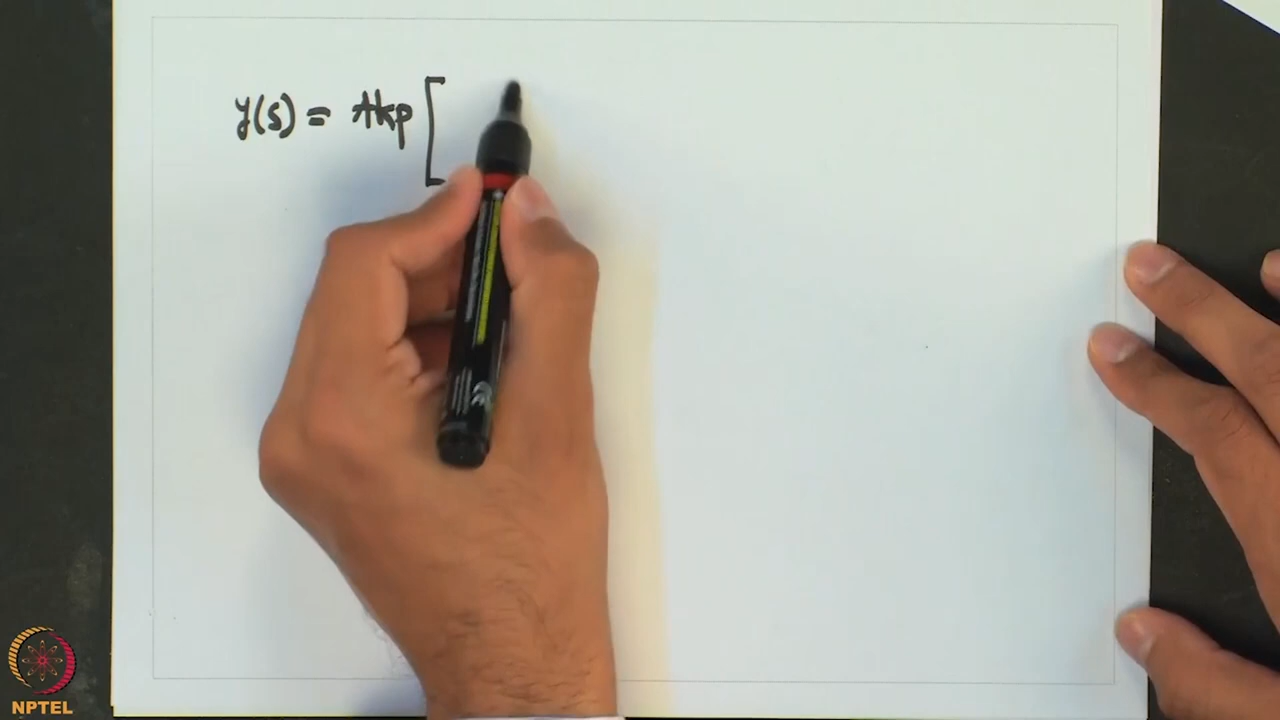 y(s) = Akp [
NPTEL